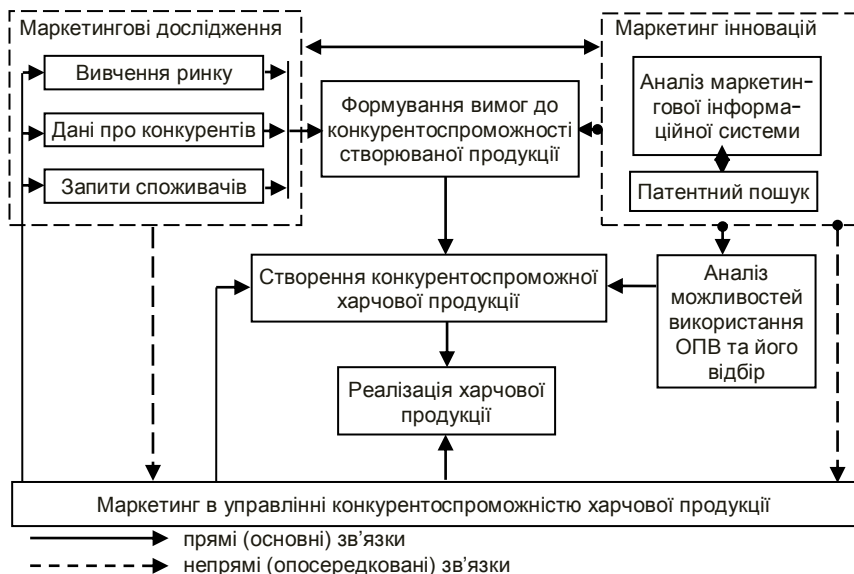 Маркетингові дослідження
Вивчення ринку
Дані про конкурентів
Запити споживачів
Формування вимог до
конкурентоспроможності
створюваної продукції
Маркетинг інновацій
Аналіз маркетин-
гової інформа-
ційної системи
Патентний пошук
Створення конкурентоспроможної
харчової продукції
Аналіз
можливостей
використання
ОПВ та його
відбір
Реалізація харчової
продукції
Маркетинг в управлінні конкурентоспроможністю харчової продукції
прямі (основні) зв’язки
непрямі (опосередковані) зв’язки